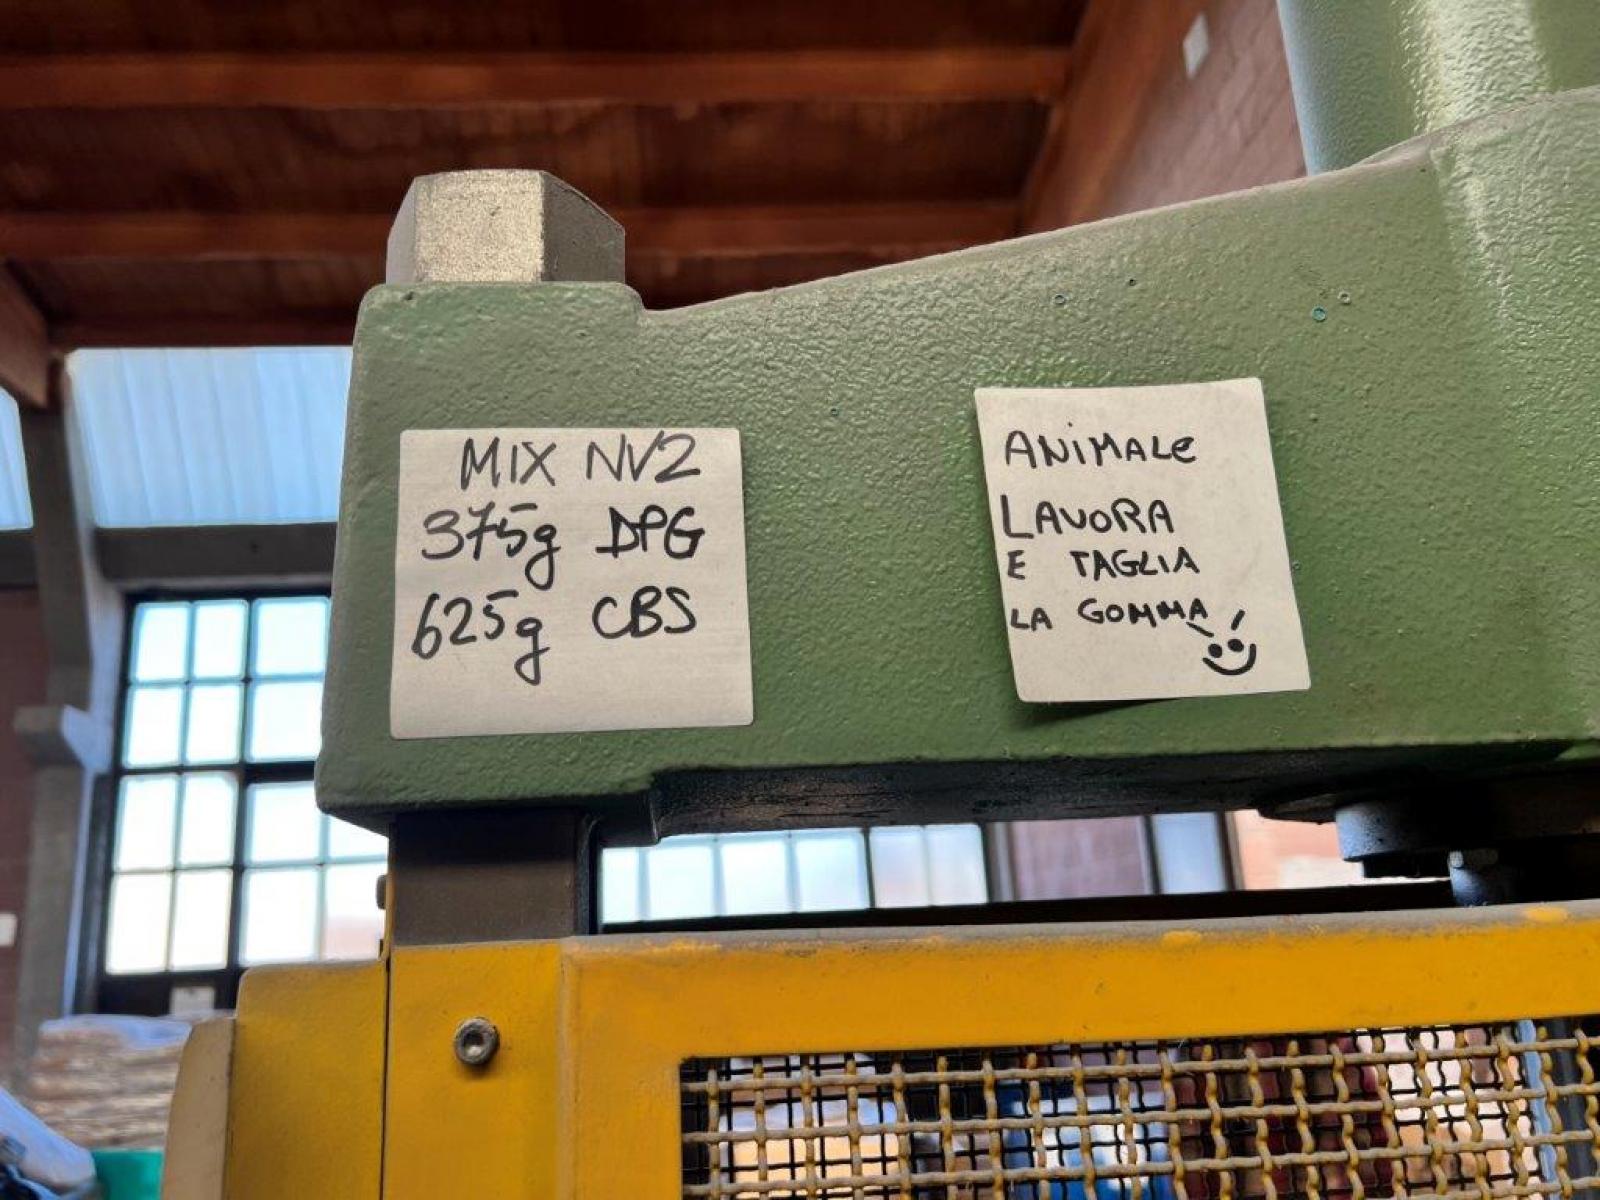 MIX NV2
375g DPG
625g CBS
ANiMALe
LAVORA
E TAGLIA
LA GOMMA